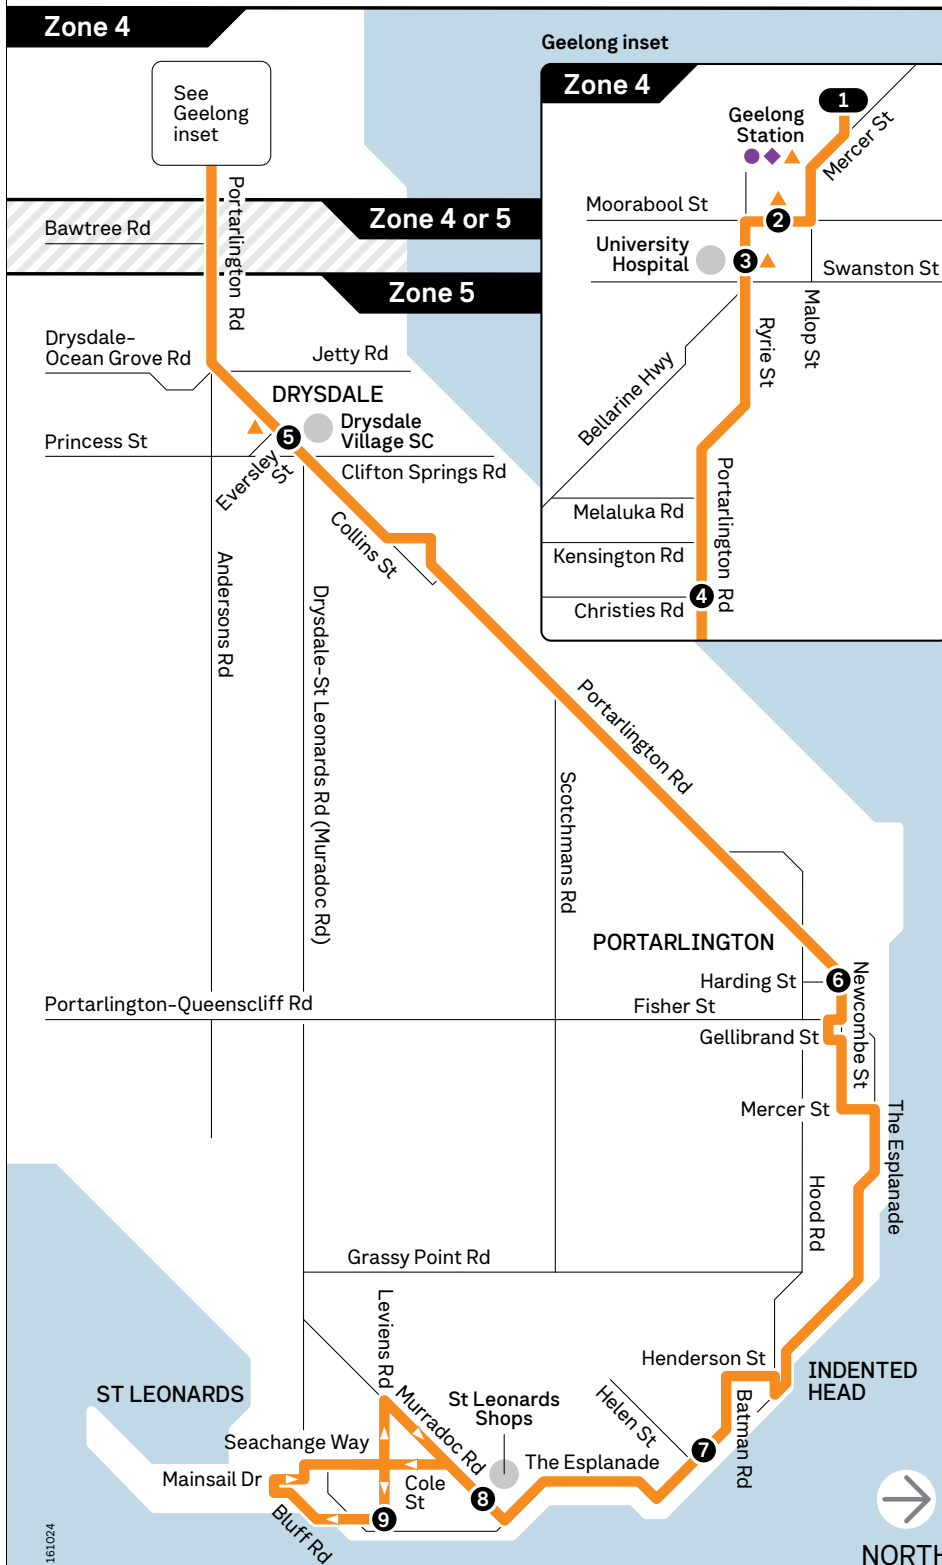 Zone 4
See
Geelong
inset
Portarlington Rd
Zone 4 or 5
Bawtree Rd
Zone 5
Drysdale-
Ocean Grove Rd
Jetty Rd
DRYSDALE
Drysdale
Village SC
5
Princess St
Eversley
St
Clifton Springs Rd
Collins St
Andersons Rd
Drysdale-St Leonards Rd (Muradoc Rd)
Geelong inset
Zone 4
1
Geelong
Station
Mercer St
Moorabool St
2
University
Hospital
3
Swanston St
Malop St
Ryrie St
Bellarine Hwy
Portarlington Rd
Melaluka Rd
Kensington Rd
4
Christies Rd
Portarlington Rd
Scotchmans Rd
PORTARLINGTON
Harding St
6
Newcombe St
Portarlington-Queenscliff Rd
Fisher St
Gellibrand St
Mercer St
The Esplanade
Hood Rd
Grassy Point Rd
Leviens Rd
Henderson St
INDENTED
HEAD
ST LEONARDS
Murradoc Rd
St Leonards
Shops
Helen St
Batman Rd
7
Seachange Way
The Esplanade
Mainsail Dr
Cole
St
8
9
Bluff Rd
161024
NORTH